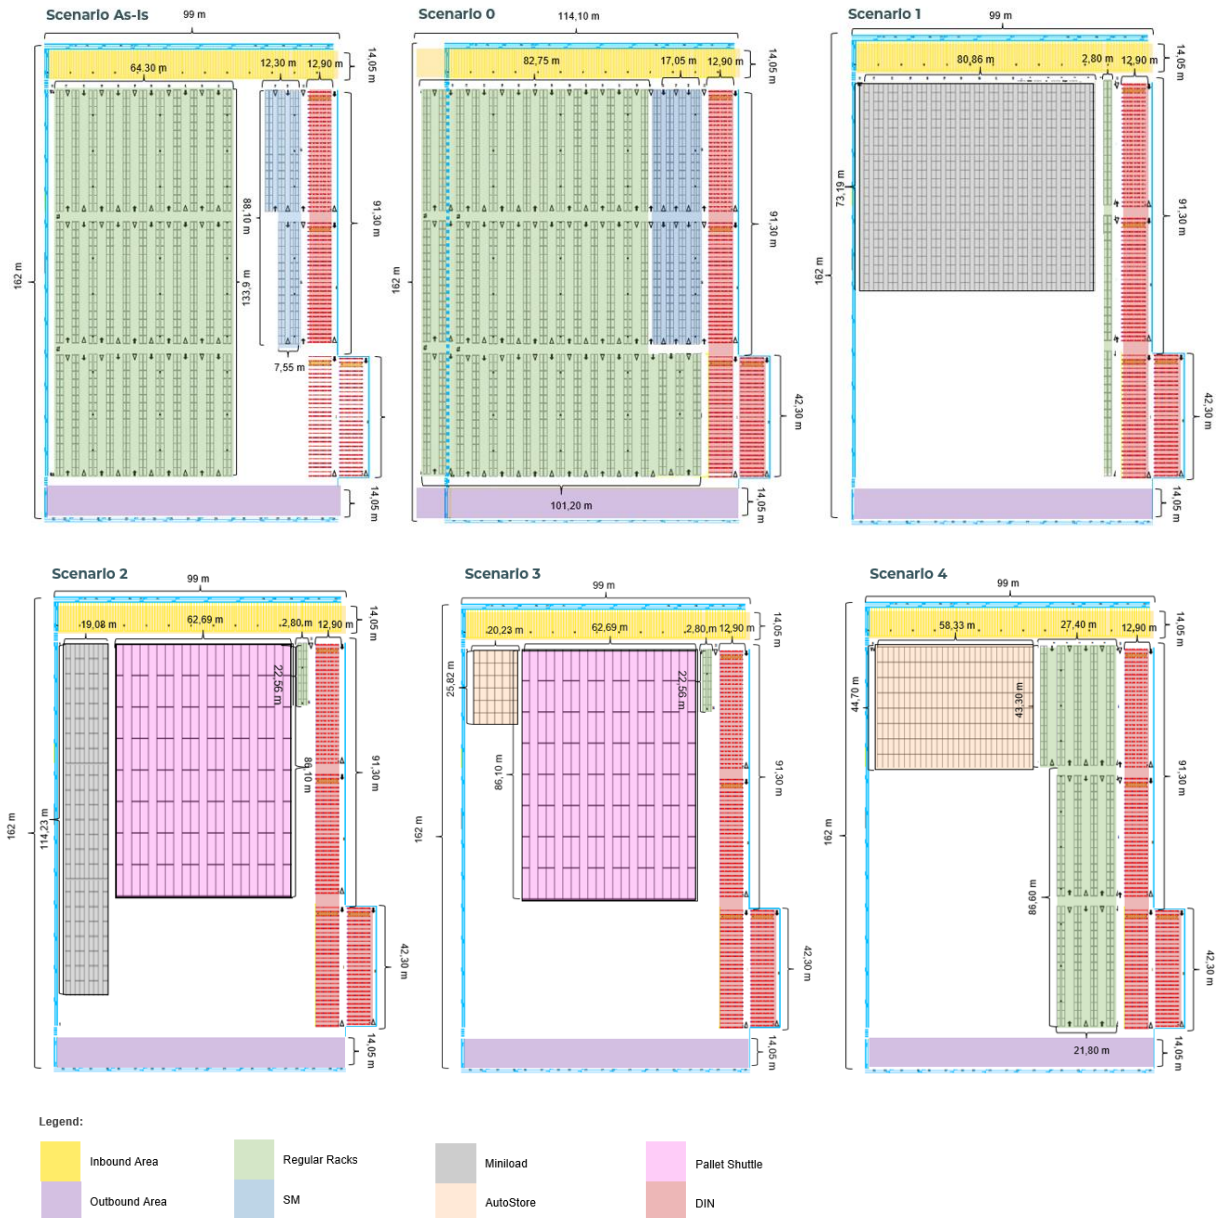 Scenario As-Is
99 m
14,05 m
64,30 m
12,30 m
12,90 m
88,10 m
133,9 m
91,30 m
162 m
7,55 m
14,05 m
Scenario 0
114,10 m
14,05 m
82,75 m
17,05 m
12,90 m
91,30 m
162 m
42,30 m
101,20 m
14,05 m
Scenario 1
99 m
14,05 m
80,86 m
2,80 m
12,90 m
73,19 m
91,30 m
162 m
42,30 m
14,05 m
Scenario 2
99 m
14,05 m
19,08 m
62,69 m
2,80 m
12,90 m
22,56 m
86,10 m
91,30 m
162 m
114,23 m
42,30 m
14,05 m
Scenario 3
99 m
14,05 m
20,23 m
62,69 m
2,80 m
12,90 m
25,82 m
22,56 m
86,10 m
91,30 m
162 m
42,30 m
14,05 m
Scenario 4
99 m
14,05 m
58,33 m
27,40 m
12,90 m
44,70 m
43,30 m
91,30 m
162 m
86,60 m
42,30 m
21,80 m
14,05 m
Legend:
Inbound Area
Regular Racks
Miniload
Pallet Shuttle
Outbound Area
SM
AutoStore
DIN